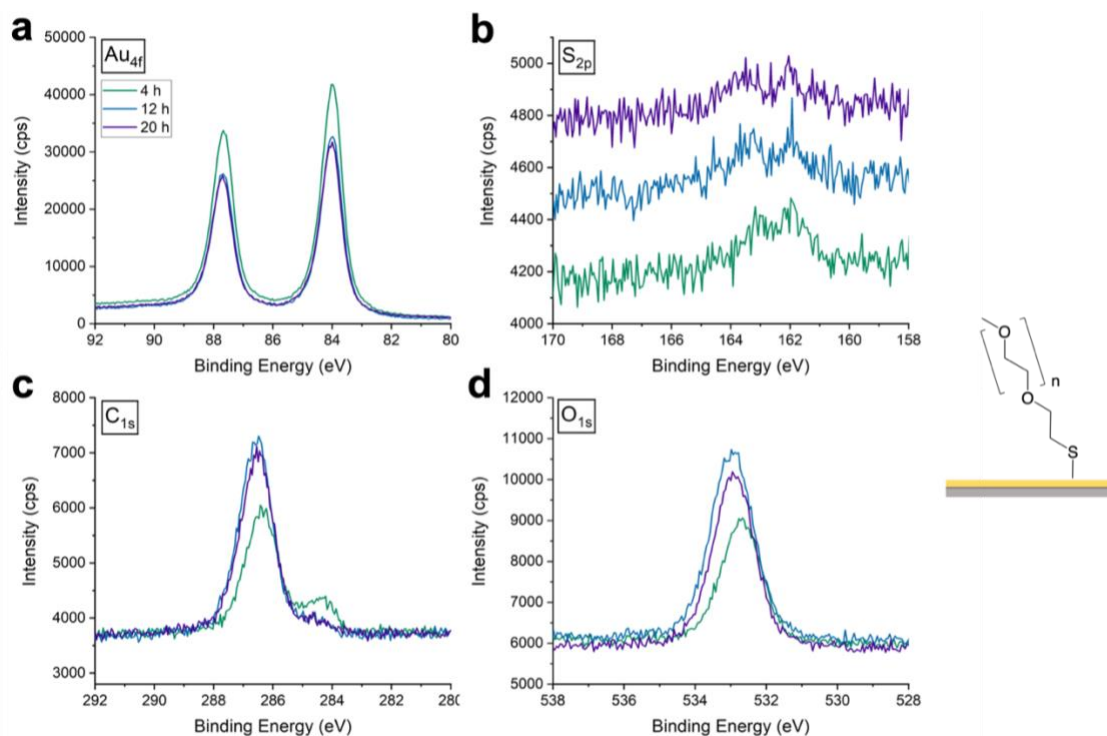 a
Au4f
4 h
12 h
20 h
50000
40000
30000
20000
10000
0
Intensity (cps)
92 90 88 86 84 82 80
Binding Energy (eV)
b
S2p
5000
4800
4600
4400
4200
4000
Intensity (cps)
170 168 166 164 162 160 158
Binding Energy (eV)
c
C1s
8000
7000
6000
5000
4000
3000
Intensity (cps)
292 290 288 286 284 282 280
Binding Energy (eV)
d
O1s
12000
11000
10000
9000
8000
7000
6000
5000
Intensity (cps)
538 536 534 532 530 528
Binding Energy (eV)
O
n
O
S